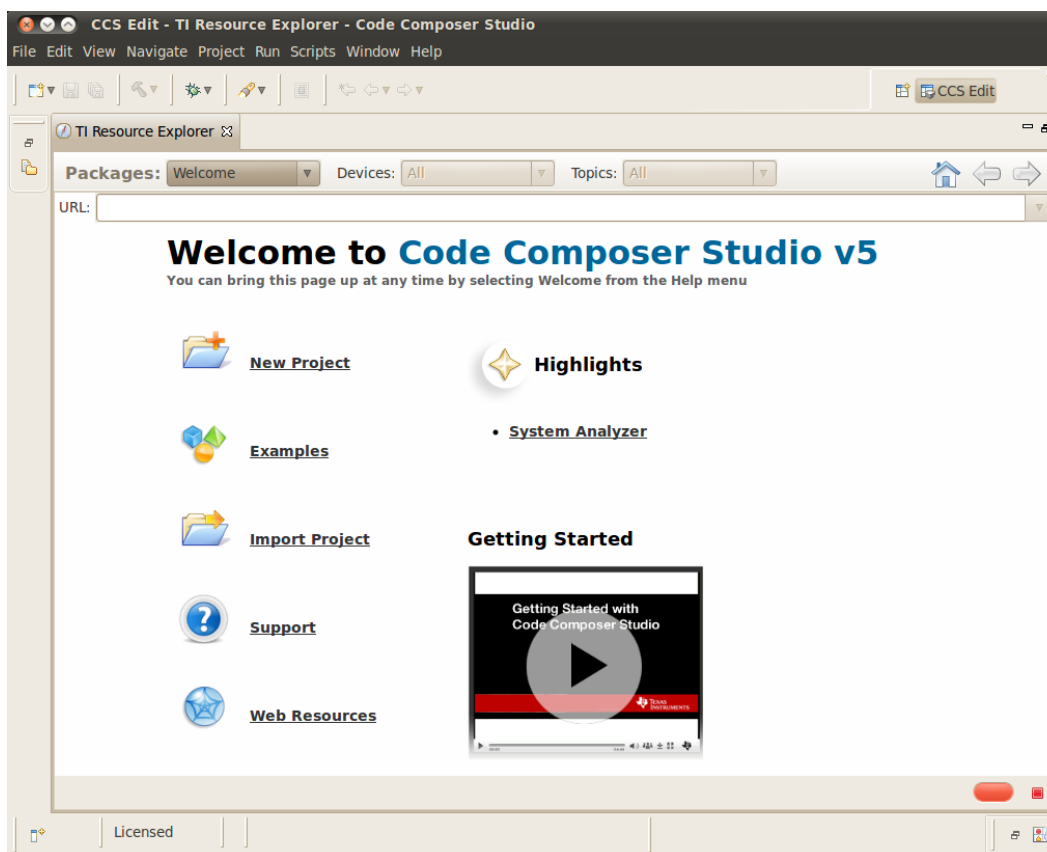 CCS Edit - TI Resource Explorer - Code Composer Studio
File Edit View Navigate Project Run Scripts Window Help
CCS Edit
TI Resource Explorer
Packages: Welcome Devices: All Topics: All
URL:
Welcome to Code Composer Studio v5
You can bring this page up at any time by selecting Welcome from the Help menu
New Project
Highlights
System Analyzer
Examples
Import Project
Getting Started
Getting Started with
Code Composer Studio
Support
TEXAS
INSTRUMENTS
Web Resources
Licensed